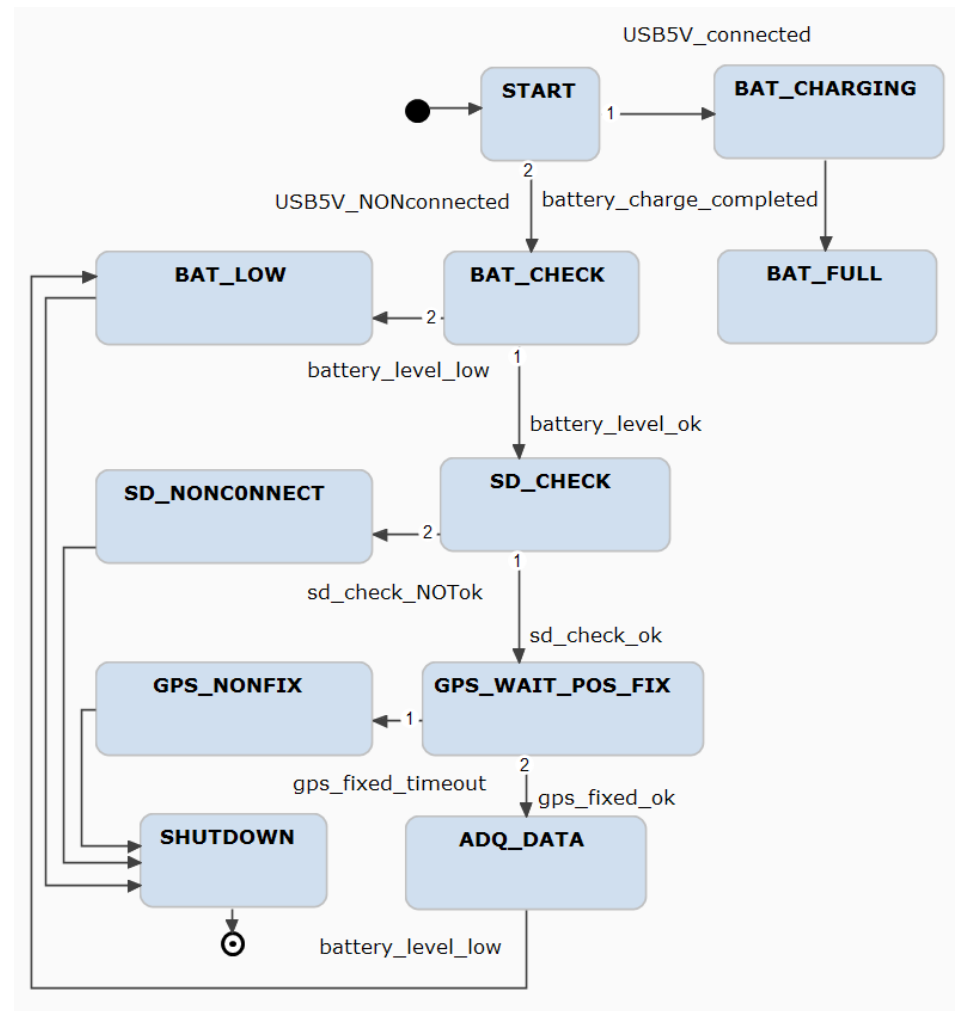 USB5V_connected
START
BAT_CHARGING
1
2
USB5V_NONconnected
battery_charge_completed
BAT_LOW
BAT_CHECK
BAT_FULL
2
1
battery_level_low
battery_level_ok
SD_NONC0NNECT
SD_CHECK
2
1
sd_check_NOTok
sd_check_ok
GPS_NONFIX
GPS_WAIT_POS_FIX
1
2
gps_fixed_timeout
gps_fixed_ok
SHUTDOWN
ADQ_DATA
battery_level_low